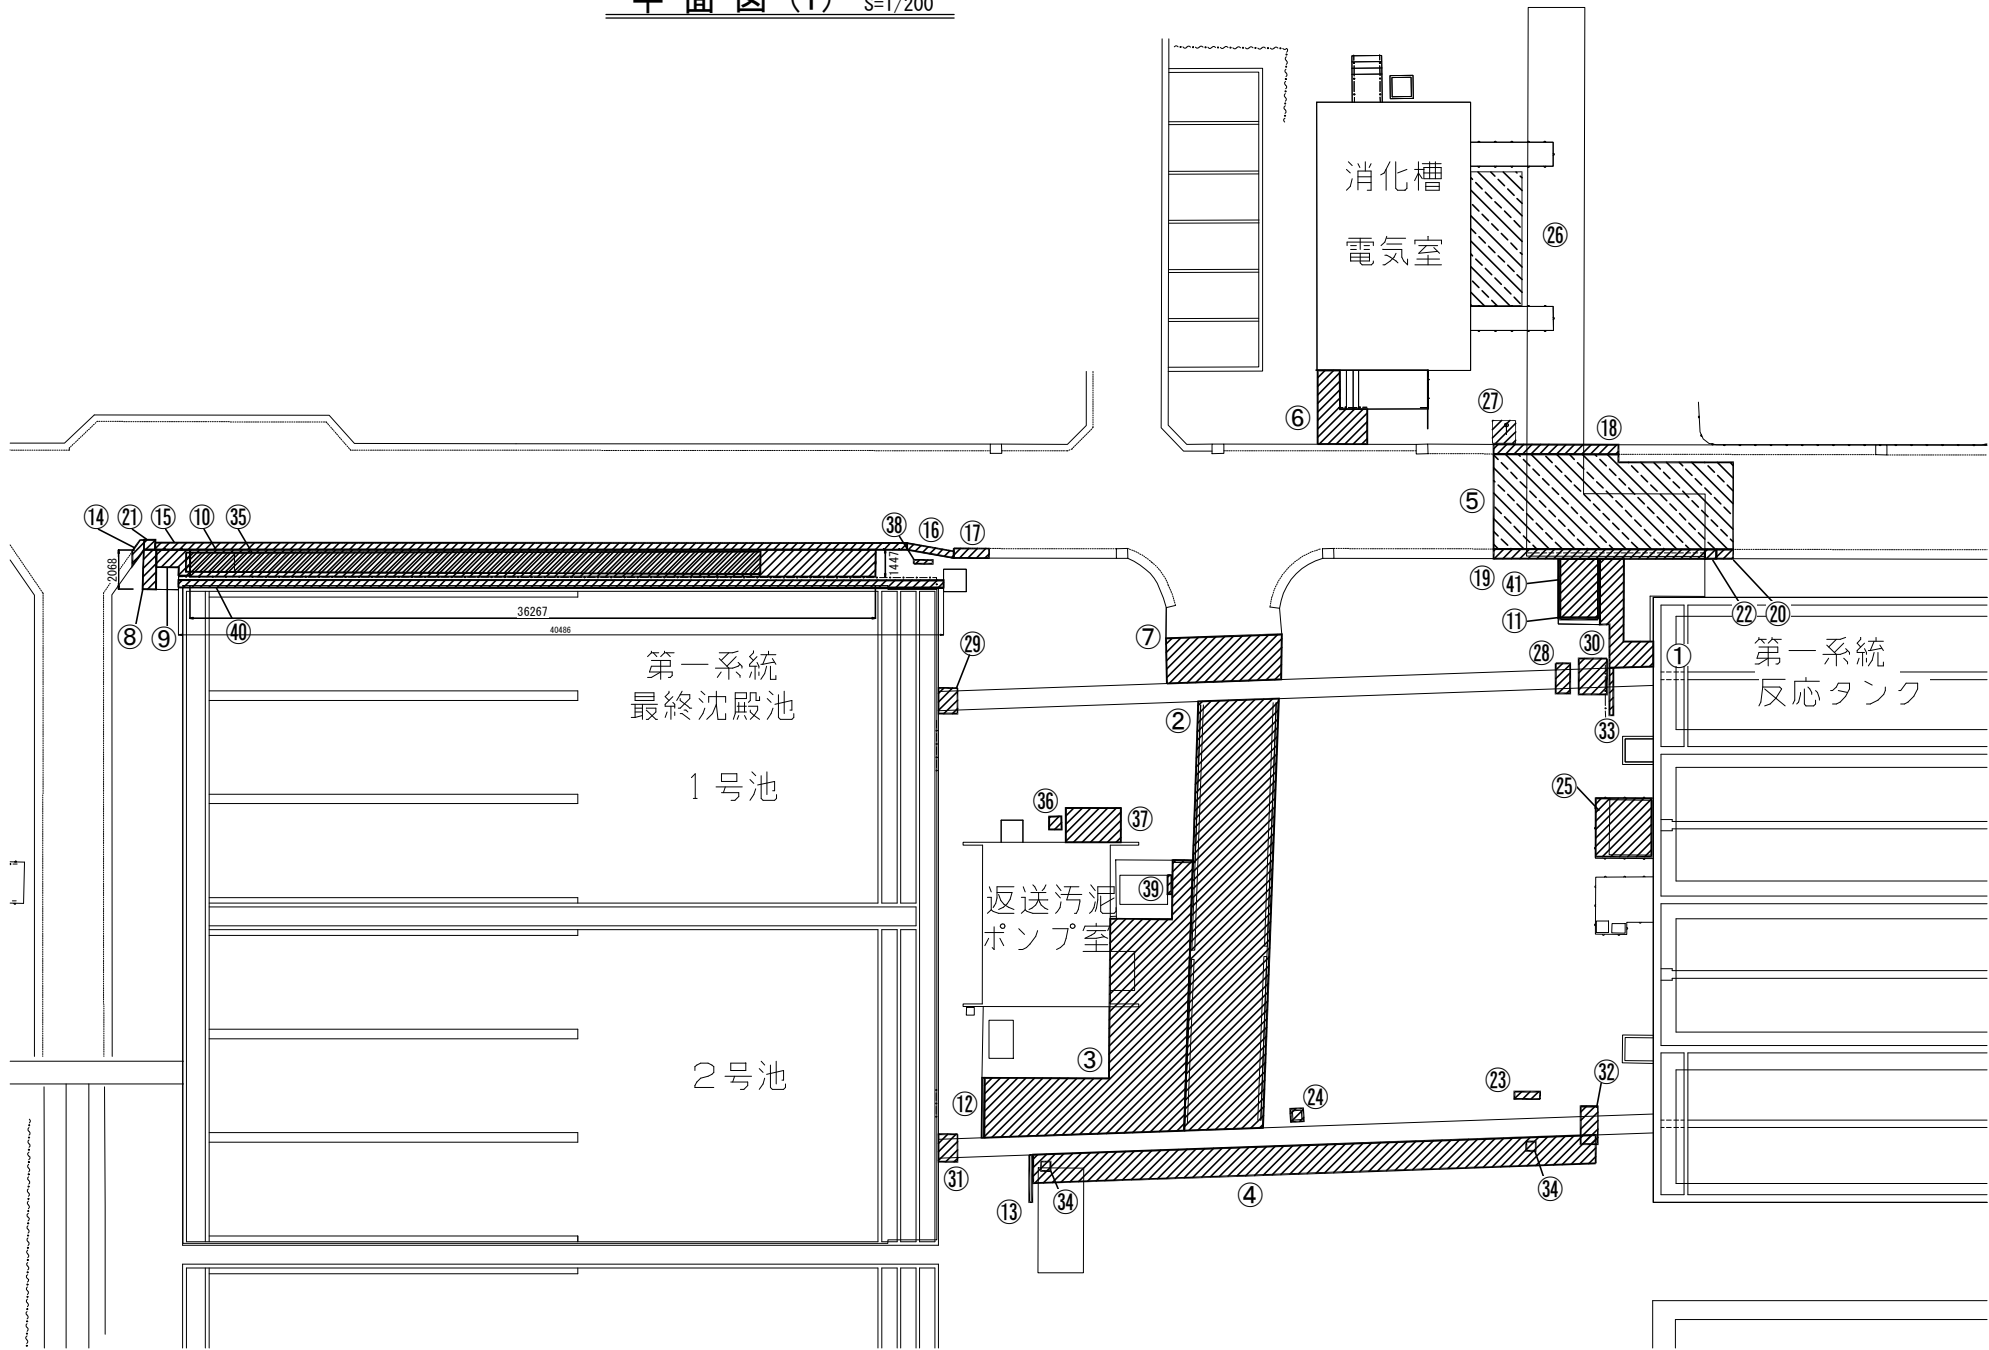 平面図(1) S=1/200
消化槽
電気室
㉖
⑥
㉗
⑱
⑤
⑭ ㉑ ⑮ ⑩ ㉟
㊳ ⑯ ⑰
2068
1447
⑧ ⑨ ㊵
36267
40486
⑲ ㊶
⑪
㉒ ⑳
⑦
㉙
㉘ ㉚
①
②
㉝
第一系統
最終沈殿池
1号池
第一系統
反応タンク
㉕
㊱ ㊲
㊴
返送汚泥
ポンプ室
③
2号池
⑫
㉔
㉓ ㉜
㉛
⑬ ㉞
④
㉞